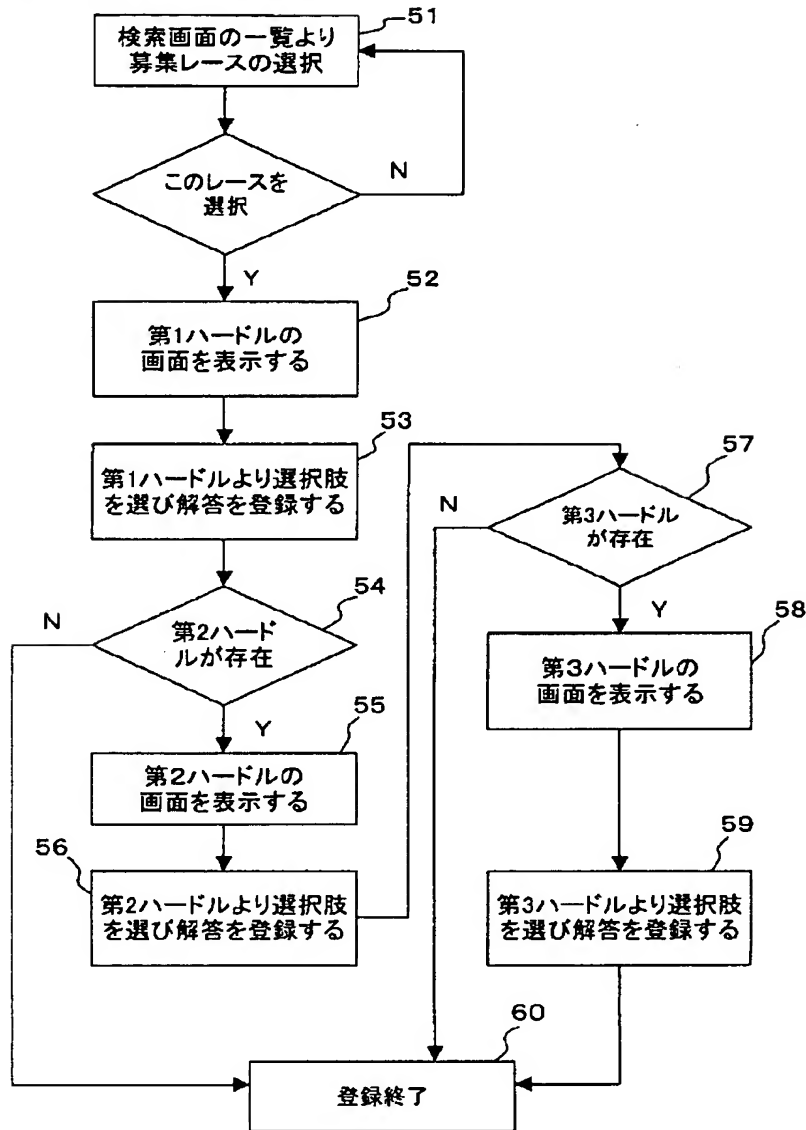 51
検索画面の一覧より
募集レースの選択
このレースを
選択
N
Y
52
第1ハードルの
画面を表示する
53
第1ハードルより選択肢
を選び解答を登録する
54
第2ハード
ルが存在
N
Y
55
第2ハードルの
画面を表示する
56
第2ハードルより選択肢
を選び解答を登録する
57
第3ハードル
が存在
N
Y
58
第3ハードルの
画面を表示する
59
第3ハードルより選択肢
を選び解答を登録する
60
登録終了